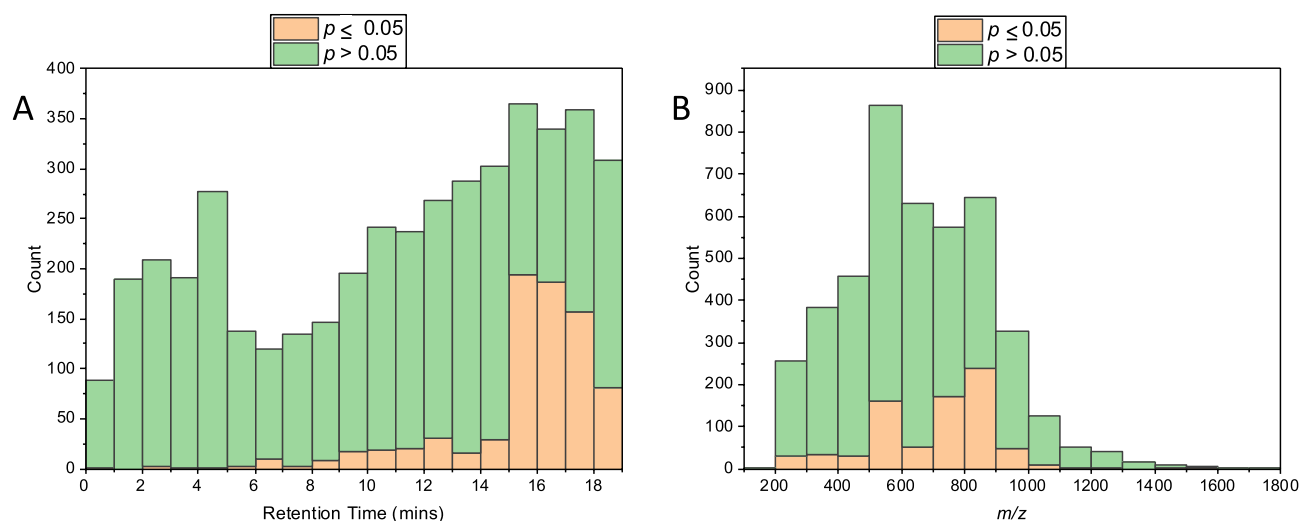 p ≤ 0.05
p > 0.05
A
400
350
300
250
200
150
100
50
0
Count
0 2 4 6 8 10 12 14 16 18
Retention Time (mins)
p ≤ 0.05
p > 0.05
B
900
800
700
600
500
400
300
200
100
0
Count
200 400 600 800 1000 1200 1400 1600 1800
m/z